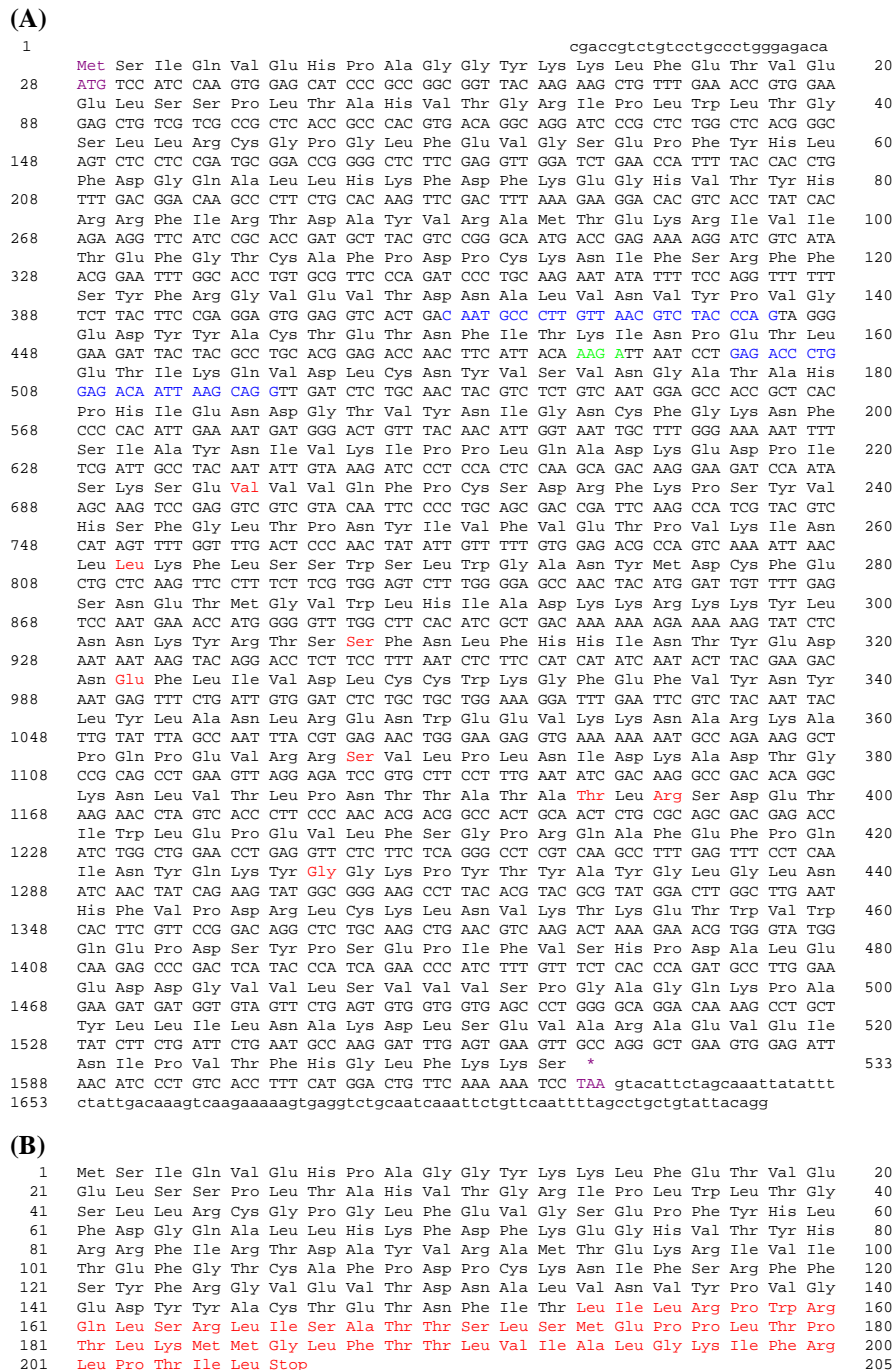 (A)
1 cgaccgtctgtcctgccctgggagaca
Met Ser Ile Gln Val Glu His Pro Ala Gly Gly Tyr Lys Lys Leu Phe Glu Thr Val Glu 20
28 ATG TCC ATC CAA GTG GAG CAT CCC GCC GGC GGT TAC AAG AAG CTG TTT GAA ACC GTG GAA
Glu Leu Ser Ser Pro Leu Thr Ala His Val Thr Gly Arg Ile Pro Leu Trp Leu Thr Gly 40
88 GAG CTG TCG TCG CCG CTC ACC GCC CAC GTG ACA GGC AGG ATC CCG CTC TGG CTC ACG GGC
Ser Leu Leu Arg Cys Gly Pro Gly Leu Phe Glu Val Gly Ser Glu Pro Phe Tyr His Leu 60
148 AGT CTC CTC CGA TGC GGA CCG GGG CTC TTC GAG GTT GGA TCT GAA CCA TTT TAC CAC CTG
Phe Asp Gly Gln Ala Leu Leu His Lys Phe Asp Phe Lys Glu Gly His Val Thr Tyr His 80
208 TTT GAC GGA CAA GCC CTT CTG CAC AAG TTC GAC TTT AAA GAA GGA CAC GTC ACC TAT CAC
Arg Arg Phe Ile Arg Thr Asp Ala Tyr Val Arg Ala Met Thr Glu Lys Arg Ile Val Ile 100
268 AGA AGG TTC ATC CGC ACC GAT GCT TAC GTC CGG GCA ATG ACC GAG AAA AGG ATC GTC ATA
Thr Glu Phe Gly Thr Cys Ala Phe Pro Asp Pro Cys Lys Asn Ile Phe Ser Arg Phe Phe 120
328 ACG GAA TTT GGC ACC TGT GCG TTC CCA GAT CCC TGC AAG AAT ATA TTT TCC AGG TTT TTT
Ser Tyr Phe Arg Gly Val Glu Val Thr Asp Asn Ala Leu Val Asn Val Tyr Pro Val Gly 140
388 TCT TAC TTC CGA GGA GTG GAG GTC ACT GAC AAT GCC CTT GTT AAC GTC TAC CCA GTA GGG
Glu Asp Tyr Tyr Ala Cys Thr Glu Thr Asn Phe Ile Thr Lys Ile Asn Pro Glu Thr Leu 160
448 GAA GAT TAC TAC GCC TGC ACG GAG ACC AAC TTC ATT ACA AAG ATT AAT CCT GAG ACC CTG
Glu Thr Ile Lys Gln Val Asp Leu Cys Asn Tyr Val Ser Val Asn Gly Ala Thr Ala His 180
508 GAG ACA ATT AAG CAG GTT GAT CTC TGC AAC TAC GTC TCT GTC AAT GGA GCC ACC GCT CAC
Pro His Ile Glu Asn Asp Gly Thr Val Tyr Asn Ile Gly Asn Cys Phe Gly Lys Asn Phe 200
568 CCC CAC ATT GAA AAT GAT GGG ACT GTT TAC AAC ATT GGT AAT TGC TTT GGG AAA AAT TTT
Ser Ile Ala Tyr Asn Ile Val Lys Ile Pro Pro Leu Gln Ala Asp Lys Glu Asp Pro Ile 220
628 TCG ATT GCC TAC AAT ATT GTA AAG ATC CCT CCA CTC CAA GCA GAC AAG GAA GAT CCA ATA
Ser Lys Ser Glu Val Val Val Gln Phe Pro Cys Ser Asp Arg Phe Lys Pro Ser Tyr Val 240
688 AGC AAG TCC GAG GTC GTC GTA CAA TTC CCC TGC AGC GAC CGA TTC AAG CCA TCG TAC GTC
His Ser Phe Gly Leu Thr Pro Asn Tyr Ile Val Phe Val Glu Thr Pro Val Lys Ile Asn 260
748 CAT AGT TTT GGT TTG ACT CCC AAC TAT ATT GTT TTT GTG GAG ACG CCA GTC AAA ATT AAC
Leu Leu Lys Phe Leu Ser Ser Trp Ser Leu Trp Gly Ala Asn Tyr Met Asp Cys Phe Glu 280
808 CTG CTC AAG TTC CTT TCT TCG TGG AGT CTT TGG GGA GCC AAC TAC ATG GAT TGT TTT GAG
Ser Asn Glu Thr Met Gly Val Trp Leu His Ile Ala Asp Lys Lys Arg Lys Lys Tyr Leu 300
868 TCC AAT GAA ACC ATG GGG GTT TGG CTT CAC ATC GCT GAC AAA AAA AGA AAA AAG TAT CTC
Asn Asn Lys Tyr Arg Thr Ser Ser Phe Asn Leu Phe His His Ile Asn Thr Tyr Glu Asp 320
928 AAT AAT AAG TAC AGG ACC TCT TCC TTT AAT CTC TTC CAT CAT ATC AAT ACT TAC GAA GAC
Asn Glu Phe Leu Ile Val Asp Leu Cys Cys Trp Lys Gly Phe Glu Phe Val Tyr Asn Tyr 340
988 AAT GAG TTT CTG ATT GTG GAT CTC TGC TGC TGG AAA GGA TTT GAA TTC GTC TAC AAT TAC
Leu Tyr Leu Ala Asn Leu Arg Glu Asn Trp Glu Glu Val Lys Lys Asn Ala Arg Lys Ala 360
1048 TTG TAT TTA GCC AAT TTA CGT GAG AAC TGG GAA GAG GTG AAA AAA AAT GCC AGA AAG GCT
Pro Gln Pro Glu Val Arg Arg Ser Val Leu Pro Leu Asn Ile Asp Lys Ala Asp Thr Gly 380
1108 CCG CAG CCT GAA GTT AGG AGA TCC GTG CTT CCT TTG AAT ATC GAC AAG GCC GAC ACA GGC
Lys Asn Leu Val Thr Leu Pro Asn Thr Thr Ala Thr Ala Thr Leu Arg Ser Asp Glu Thr 400
1168 AAG AAC CTA GTC ACC CTT CCC AAC ACG ACG GCC ACT GCA ACT CTG CGC AGC GAC GAG ACC
Ile Trp Leu Glu Pro Glu Val Leu Phe Ser Gly Pro Arg Gln Ala Phe Glu Phe Pro Gln 420
1228 ATC TGG CTG GAA CCT GAG GTT CTC TTC TCA GGG CCT CGT CAA GCC TTT GAG TTT CCT CAA
Ile Asn Tyr Gln Lys Tyr Gly Gly Lys Pro Tyr Thr Tyr Ala Tyr Gly Leu Gly Leu Asn 440
1288 ATC AAC TAT CAG AAG TAT GGC GGG AAG CCT TAC ACG TAC GCG TAT GGA CTT GGC TTG AAT
His Phe Val Pro Asp Arg Leu Cys Lys Leu Asn Val Lys Thr Lys Glu Thr Trp Val Trp 460
1348 CAC TTC GTT CCG GAC AGG CTC TGC AAG CTG AAC GTC AAG ACT AAA GAA ACG TGG GTA TGG
Gln Glu Pro Asp Ser Tyr Pro Ser Glu Pro Ile Phe Val Ser His Pro Asp Ala Leu Glu 480
1408 CAA GAG CCC GAC TCA TAC CCA TCA GAA CCC ATC TTT GTT TCT CAC CCA GAT GCC TTG GAA
Glu Asp Asp Gly Val Val Leu Ser Val Val Val Ser Pro Gly Ala Gly Gln Lys Pro Ala 500
1468 GAA GAT GAT GGT GTA GTT CTG AGT GTG GTG GTG AGC CCT GGG GCA GGA CAA AAG CCT GCT
Tyr Leu Leu Ile Leu Asn Ala Lys Asp Leu Ser Glu Val Ala Arg Ala Glu Val Glu Ile 520
1528 TAT CTT CTG ATT CTG AAT GCC AAG GAT TTG AGT GAA GTT GCC AGG GCT GAA GTG GAG ATT
Asn Ile Pro Val Thr Phe His Gly Leu Phe Lys Lys Ser * 533
1588 AAC ATC CCT GTC ACC TTT CAT GGA CTG TTC AAA AAA TCC TAA gtacattctagcaaattatattt
1653 ctattgacaaagtcaagaaaaagtgaggtctgcaatcaaattctgttcaattttagcctgctgtattacagg
(B)
1 Met Ser Ile Gln Val Glu His Pro Ala Gly Gly Tyr Lys Lys Leu Phe Glu Thr Val Glu 20
21 Glu Leu Ser Ser Pro Leu Thr Ala His Val Thr Gly Arg Ile Pro Leu Trp Leu Thr Gly 40
41 Ser Leu Leu Arg Cys Gly Pro Gly Leu Phe Glu Val Gly Ser Glu Pro Phe Tyr His Leu 60
61 Phe Asp Gly Gln Ala Leu Leu His Lys Phe Asp Phe Lys Glu Gly His Val Thr Tyr His 80
81 Arg Arg Phe Ile Arg Thr Asp Ala Tyr Val Arg Ala Met Thr Glu Lys Arg Ile Val Ile 100
101 Thr Glu Phe Gly Thr Cys Ala Phe Pro Asp Pro Cys Lys Asn Ile Phe Ser Arg Phe Phe 120
121 Ser Tyr Phe Arg Gly Val Glu Val Thr Asp Asn Ala Leu Val Asn Val Tyr Pro Val Gly 140
141 Glu Asp Tyr Tyr Ala Cys Thr Glu Thr Asn Phe Ile Thr Leu Ile Leu Arg Pro Trp Arg 160
161 Gln Leu Ser Arg Leu Ile Ser Ala Thr Thr Ser Leu Ser Met Glu Pro Pro Leu Thr Pro 180
181 Thr Leu Lys Met Met Gly Leu Phe Thr Thr Leu Val Ile Ala Leu Gly Lys Ile Phe Arg 200
201 Leu Pro Thr Ile Leu Stop 205